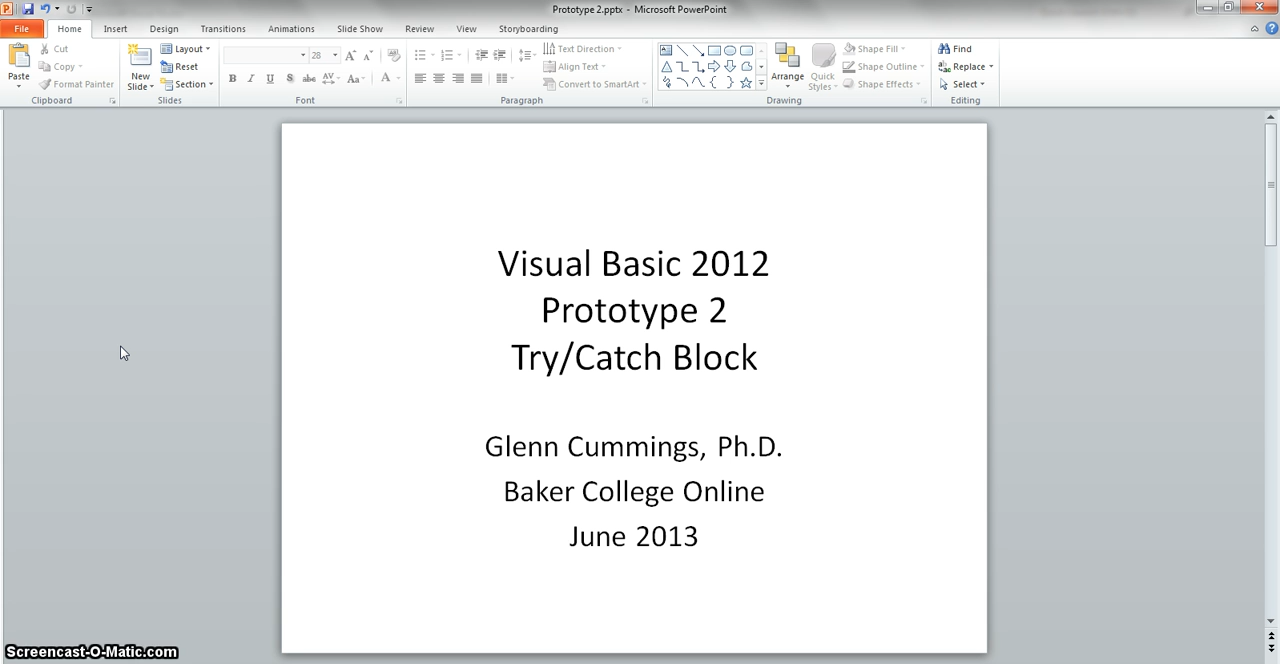 Prototype 2.pptx - Microsoft PowerPoint
File Home Insert Design Transitions Animations Slide Show Review View Storyboarding
Paste
Cut
Copy
Format Painter
Clipboard
New
Slide
Layout
Reset
Section
Slides
28
B I U S abc AV Aa A
Font
Text Direction
Align Text
Convert to SmartArt
Paragraph
Arrange
Quick
Styles
Shape Fill
Shape Outline
Shape Effects
Drawing
Find
Replace
Select
Editing
Visual Basic 2012
Prototype 2
Try/Catch Block
Glenn Cummings, Ph.D.
Baker College Online
June 2013
Screencast-O-Matic.com